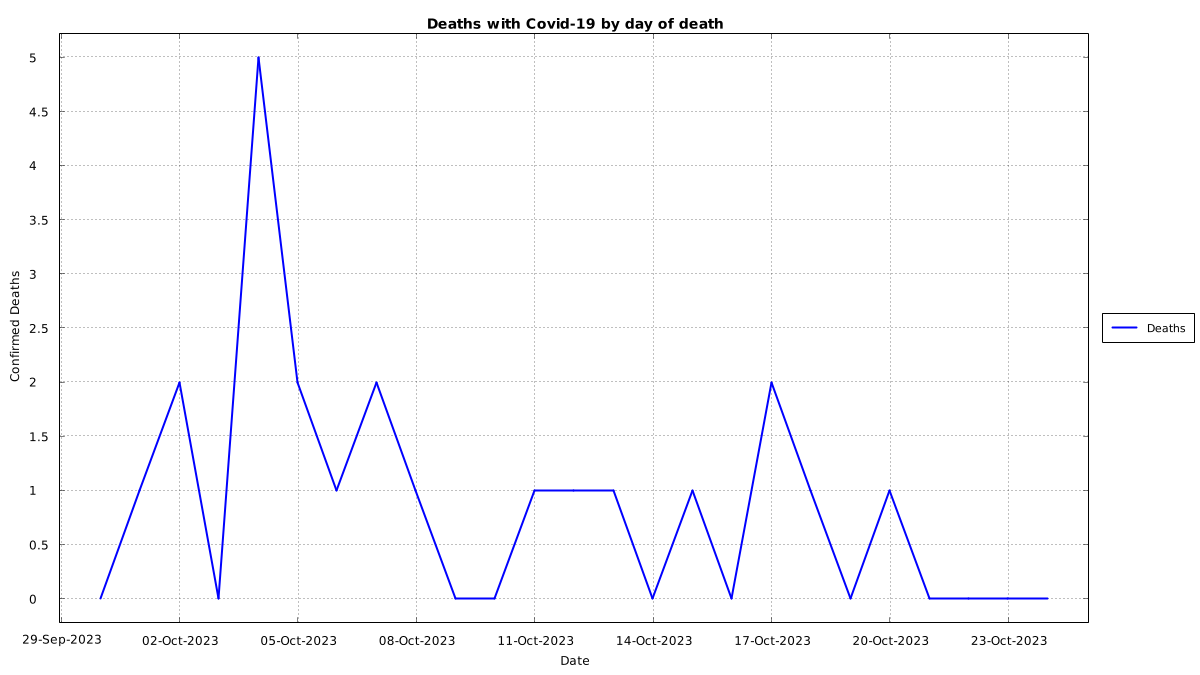 Deaths with Covid-19 by day of death
5
4.5
4
3.5
3
2.5
2
1.5
1
0.5
0
Confirmed Deaths
29-Sep-2023 02-Oct-2023 05-Oct-2023 08-Oct-2023 11-Oct-2023 14-Oct-2023 17-Oct-2023 20-Oct-2023 23-Oct-2023
Date
Deaths